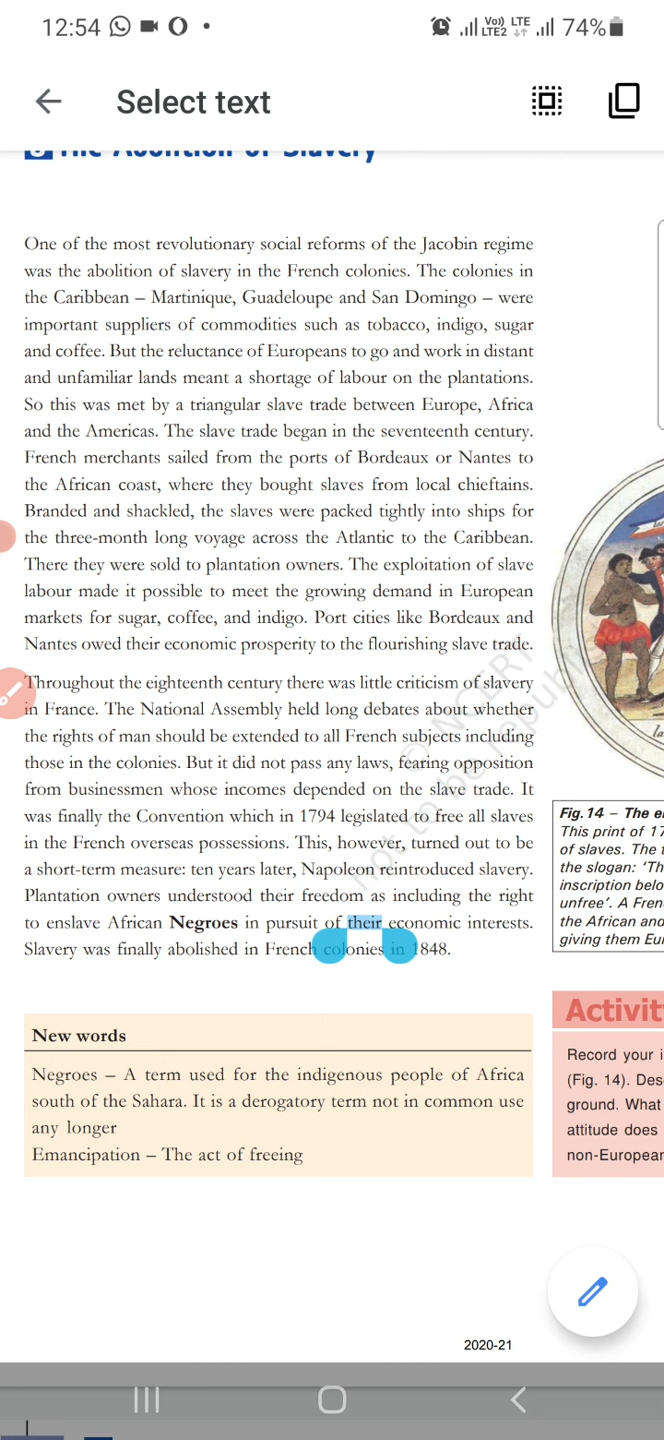 12:54
Vo)) LTE
LTE2
74%
Select text
The Abolition of Slavery
One of the most revolutionary social reforms of the Jacobin regime
was the abolition of slavery in the French colonies. The colonies in
the Caribbean – Martinique, Guadeloupe and San Domingo – were
important suppliers of commodities such as tobacco, indigo, sugar
and coffee. But the reluctance of Europeans to go and work in distant
and unfamiliar lands meant a shortage of labour on the plantations.
So this was met by a triangular slave trade between Europe, Africa
and the Americas. The slave trade began in the seventeenth century.
French merchants sailed from the ports of Bordeaux or Nantes to
the African coast, where they bought slaves from local chieftains.
Branded and shackled, the slaves were packed tightly into ships for
the three-month long voyage across the Atlantic to the Caribbean.
There they were sold to plantation owners. The exploitation of slave
labour made it possible to meet the growing demand in European
markets for sugar, coffee, and indigo. Port cities like Bordeaux and
Nantes owed their economic prosperity to the flourishing slave trade.
Throughout the eighteenth century there was little criticism of slavery
in France. The National Assembly held long debates about whether
the rights of man should be extended to all French subjects including
those in the colonies. But it did not pass any laws, fearing opposition
from businessmen whose incomes depended on the slave trade. It
was finally the Convention which in 1794 legislated to free all slaves
in the French overseas possessions. This, however, turned out to be
a short-term measure: ten years later, Napoleon reintroduced slavery.
Plantation owners understood their freedom as including the right
to enslave African Negroes in pursuit of their economic interests.
Slavery was finally abolished in French colonies in 1848.
© NCERT
not to be republi
New words
Negroes – A term used for the indigenous people of Africa
south of the Sahara. It is a derogatory term not in common use
any longer
Emancipation – The act of freeing
la
Fig.14 – The e
This print of 17
of slaves. The t
the slogan: ‘Th
inscription belo
unfree’. A Fren
the African and
giving them Eu
Activit
Record your i
(Fig. 14). Des
ground. What
attitude does
non-European
2020-21